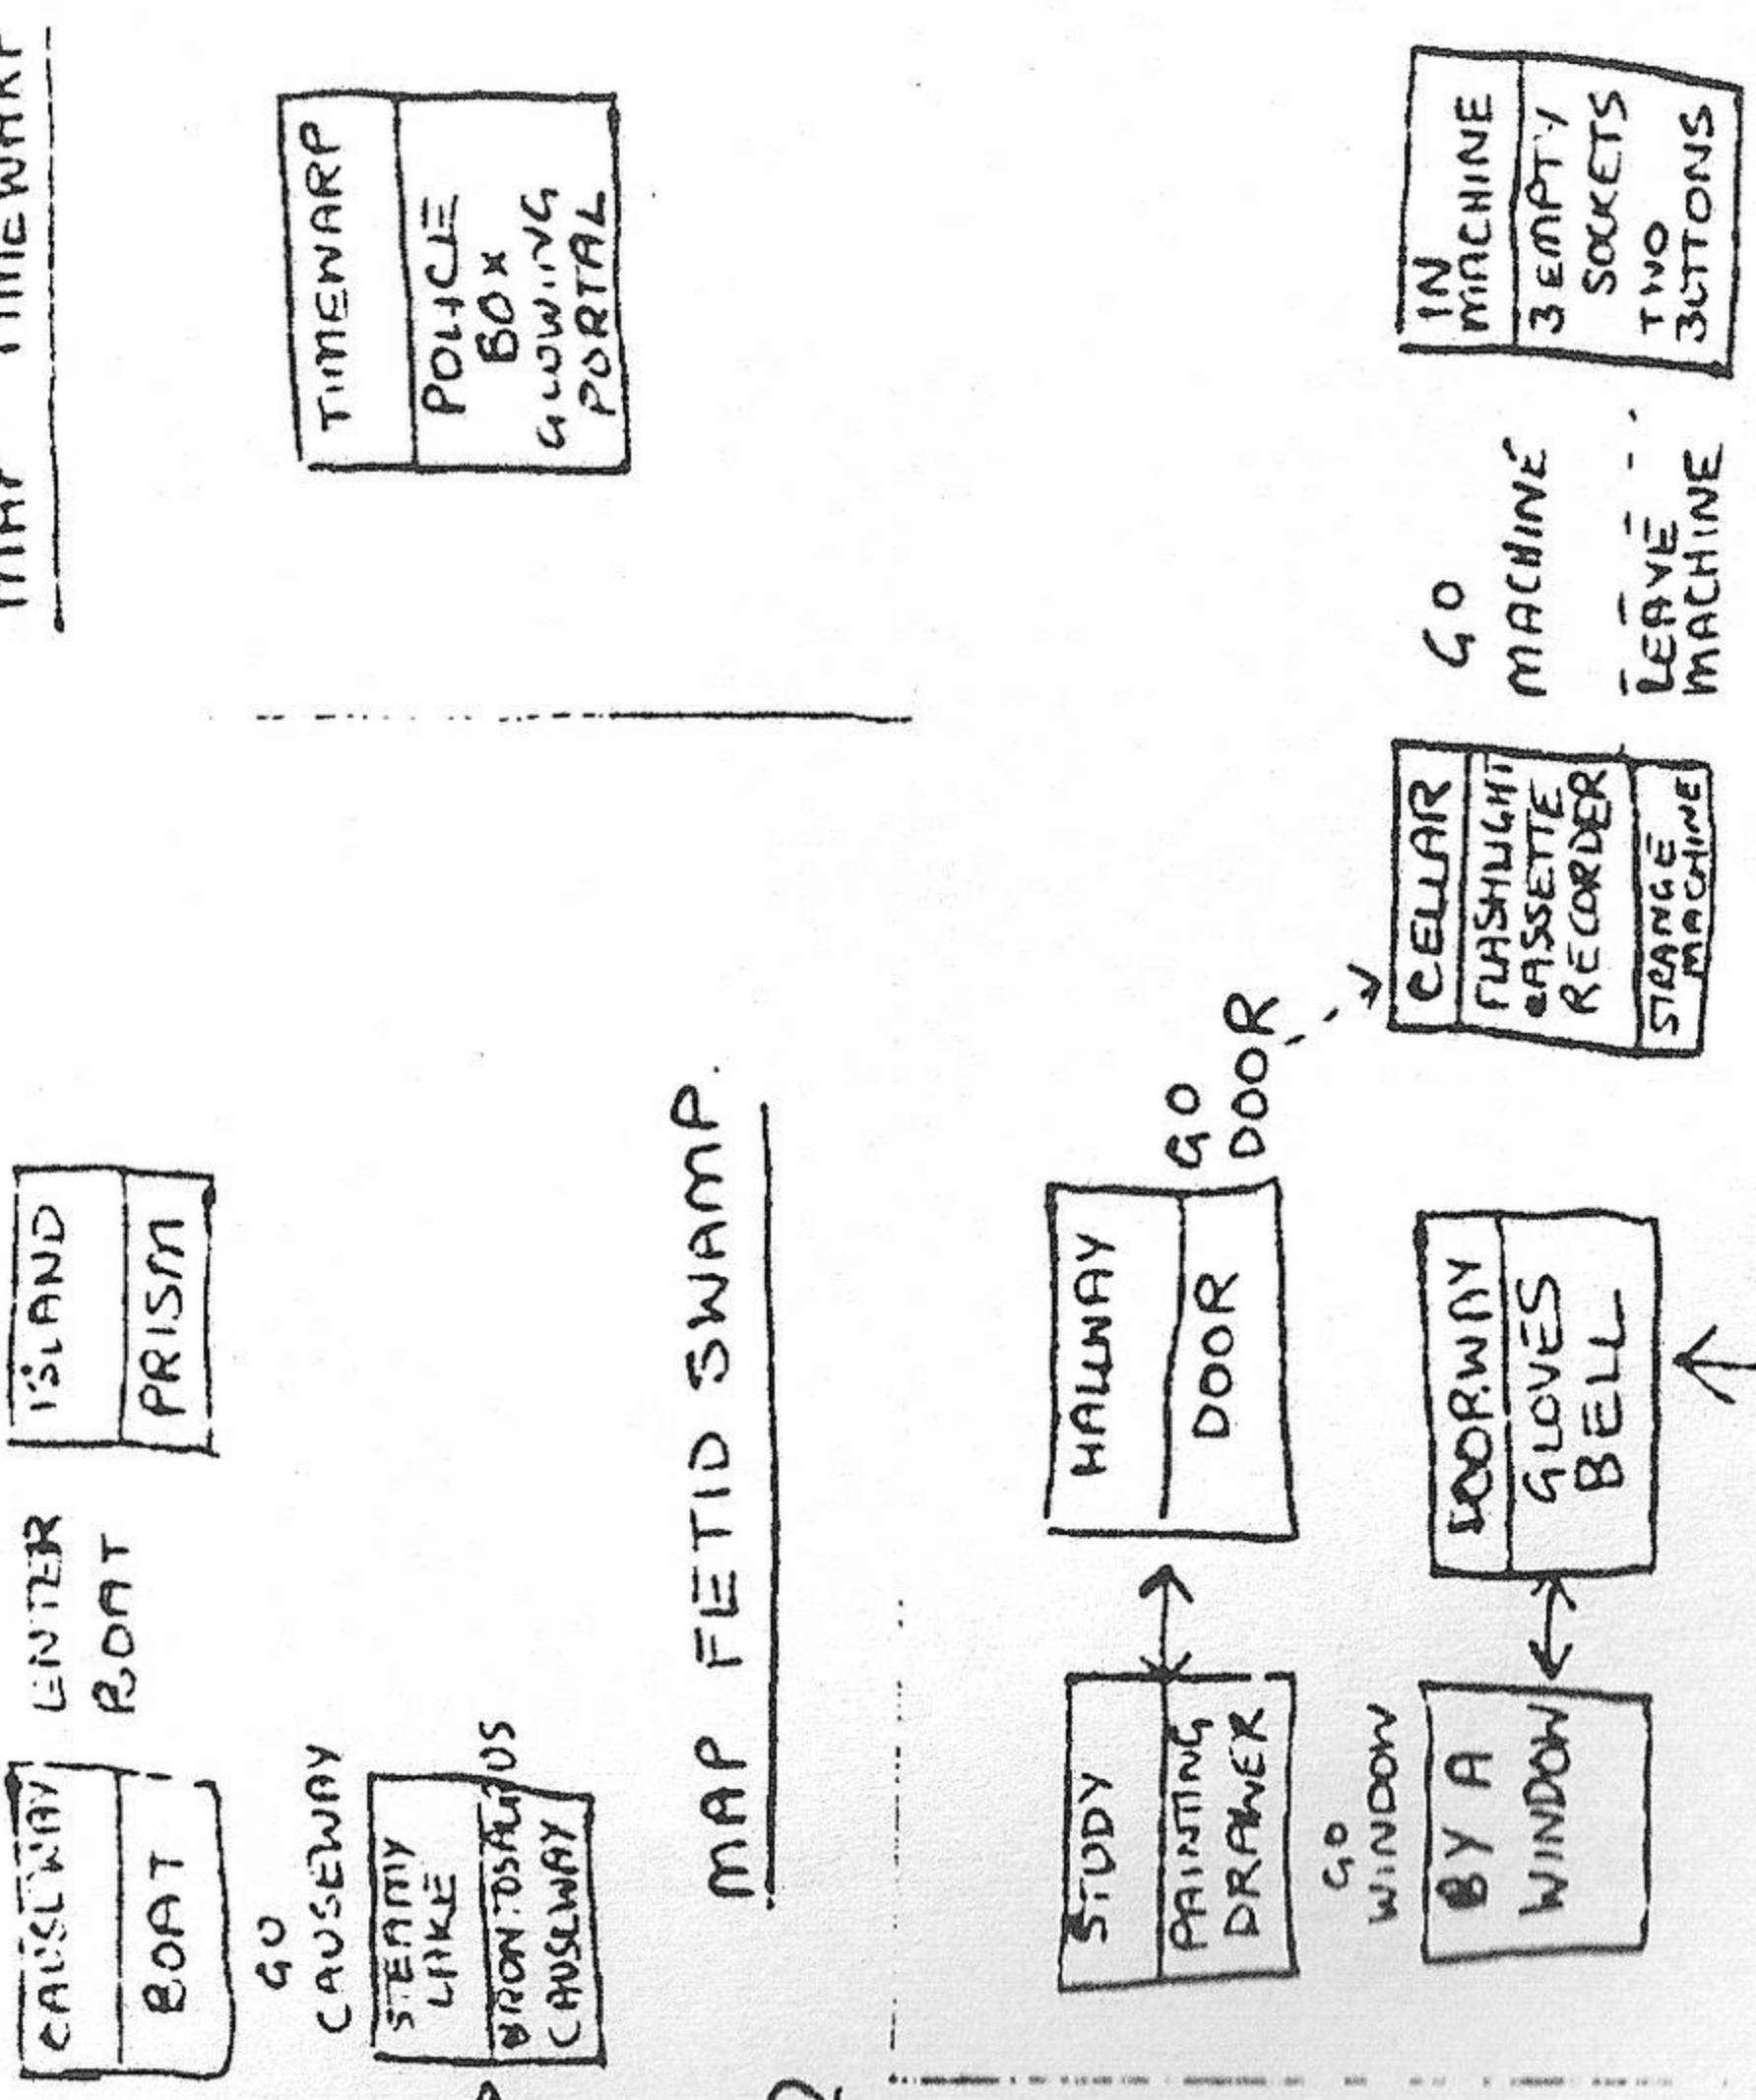 MAP TIMEWARP
TIMEWARP
POLICE
BOX
GLOWING
PORTAL
ISLAND
PRISM
ENTER
BOAT
CAUSEWAY
BOAT
GO
CAUSEWAY
STEAMY
LAKE
BRONTOSAURUS
CAUSEWAY
MAP FETID SWAMP.
STUDY
PAINTING
DRAWER
HALLWAY
DOOR
GO
DOOR
CELLAR
FLASHLIGHT
CASSETTE
RECORDER
STRANGE
MACHINE
GO
MACHINE
LEAVE
MACHINE
IN
MACHINE
3 EMPTY
SOCKETS
TWO
BUTTONS
GO
WINDOW
BY A
WINDOW
DOORWAY
GLOVES
BELL